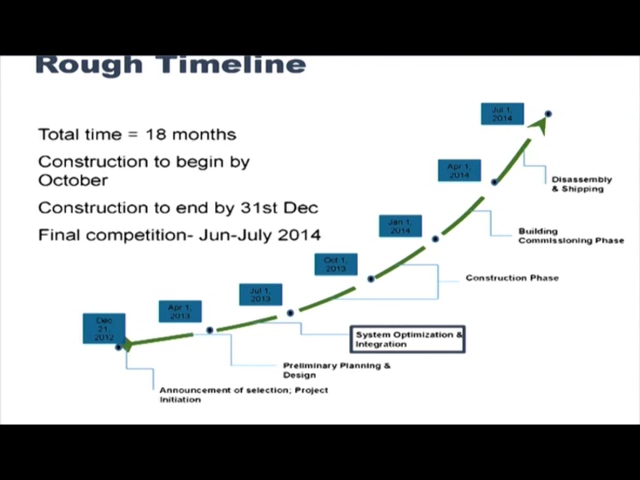 Rough Timeline
Total time = 18 months
Construction to begin by
October
Construction to end by 31st Dec
Final competition- Jun-July 2014
Jul 1,
2014
Apr 1,
2014
Disassembly
& Shipping
Jan 1,
2014
Building
Commissioning Phase
Oct 1,
2013
Construction Phase
Jul 1,
2013
Apr 1,
2013
Dec
21,
2012
System Optimization &
Integration
Preliminary Planning &
Design
Announcement of selection; Project
Initiation